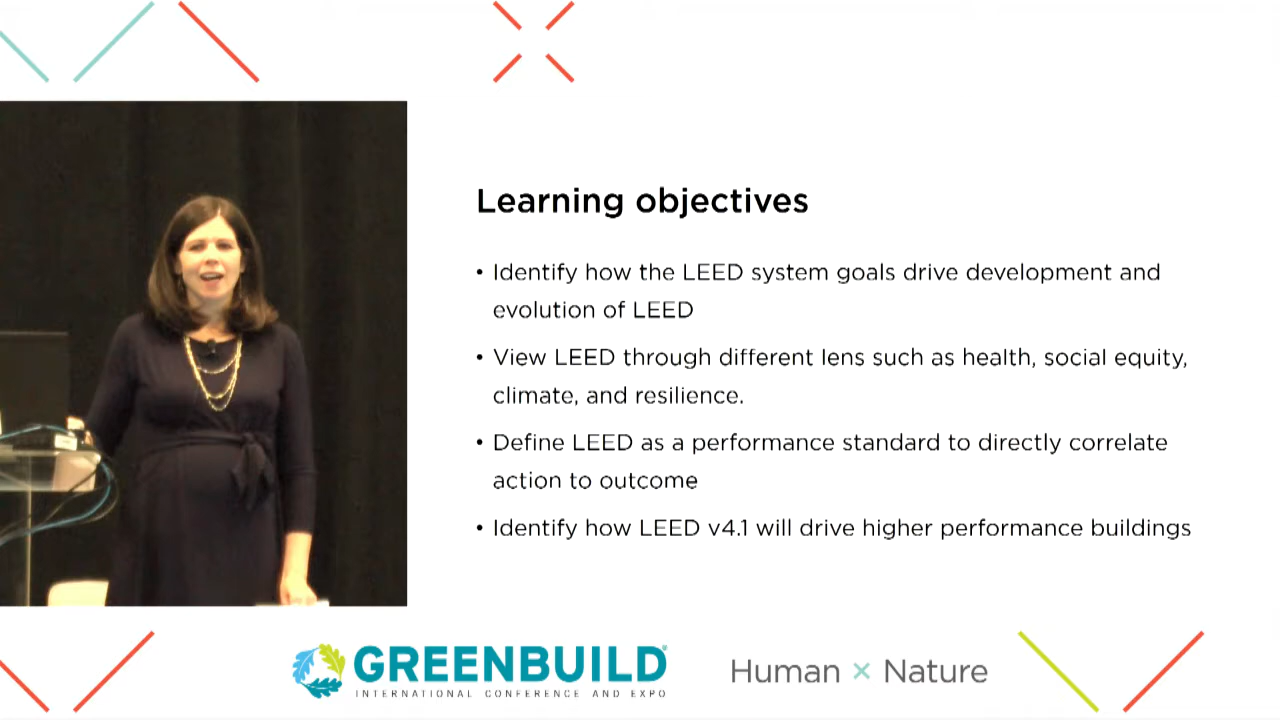 Learning objectives
• Identify how the LEED system goals drive development and
evolution of LEED
• View LEED through different lens such as health, social equity,
climate, and resilience.
• Define LEED as a performance standard to directly correlate
action to outcome
• Identify how LEED v4.1 will drive higher performance buildings
GREENBUILD®
INTERNATIONAL CONFERENCE AND EXPO
Human × Nature